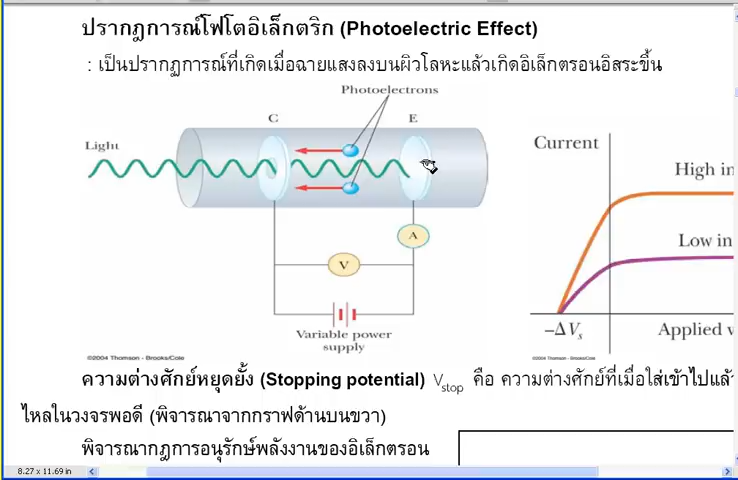 ปรากฎการณ์โฟโตอิเล็กตริก (Photoelectric Effect)
: เป็นปรากฏการณ์ที่เกิดเมื่อฉายแสงลงบนผิวโลหะแล้วเกิดอิเล็กตรอนอิสระขึ้น
Photoelectrons
C
E
Light
A
V
Variable power
supply
©2004 Thomson - Brooks/Cole
Current
High in
Low in
−ΔVs
Applied v
©2004 Thomson - Brooks/Cole
ความต่างศักย์หยุดยั้ง (Stopping potential) Vstop คือ ความต่างศักย์ที่เมื่อใส่เข้าไปแล้ว
ไหลในวงจรพอดี (พิจารณาจากกราฟด้านบนขวา)
พิจารณากฎการอนุรักษ์พลังงานของอิเล็กตรอน
8.27 x 11.69 in